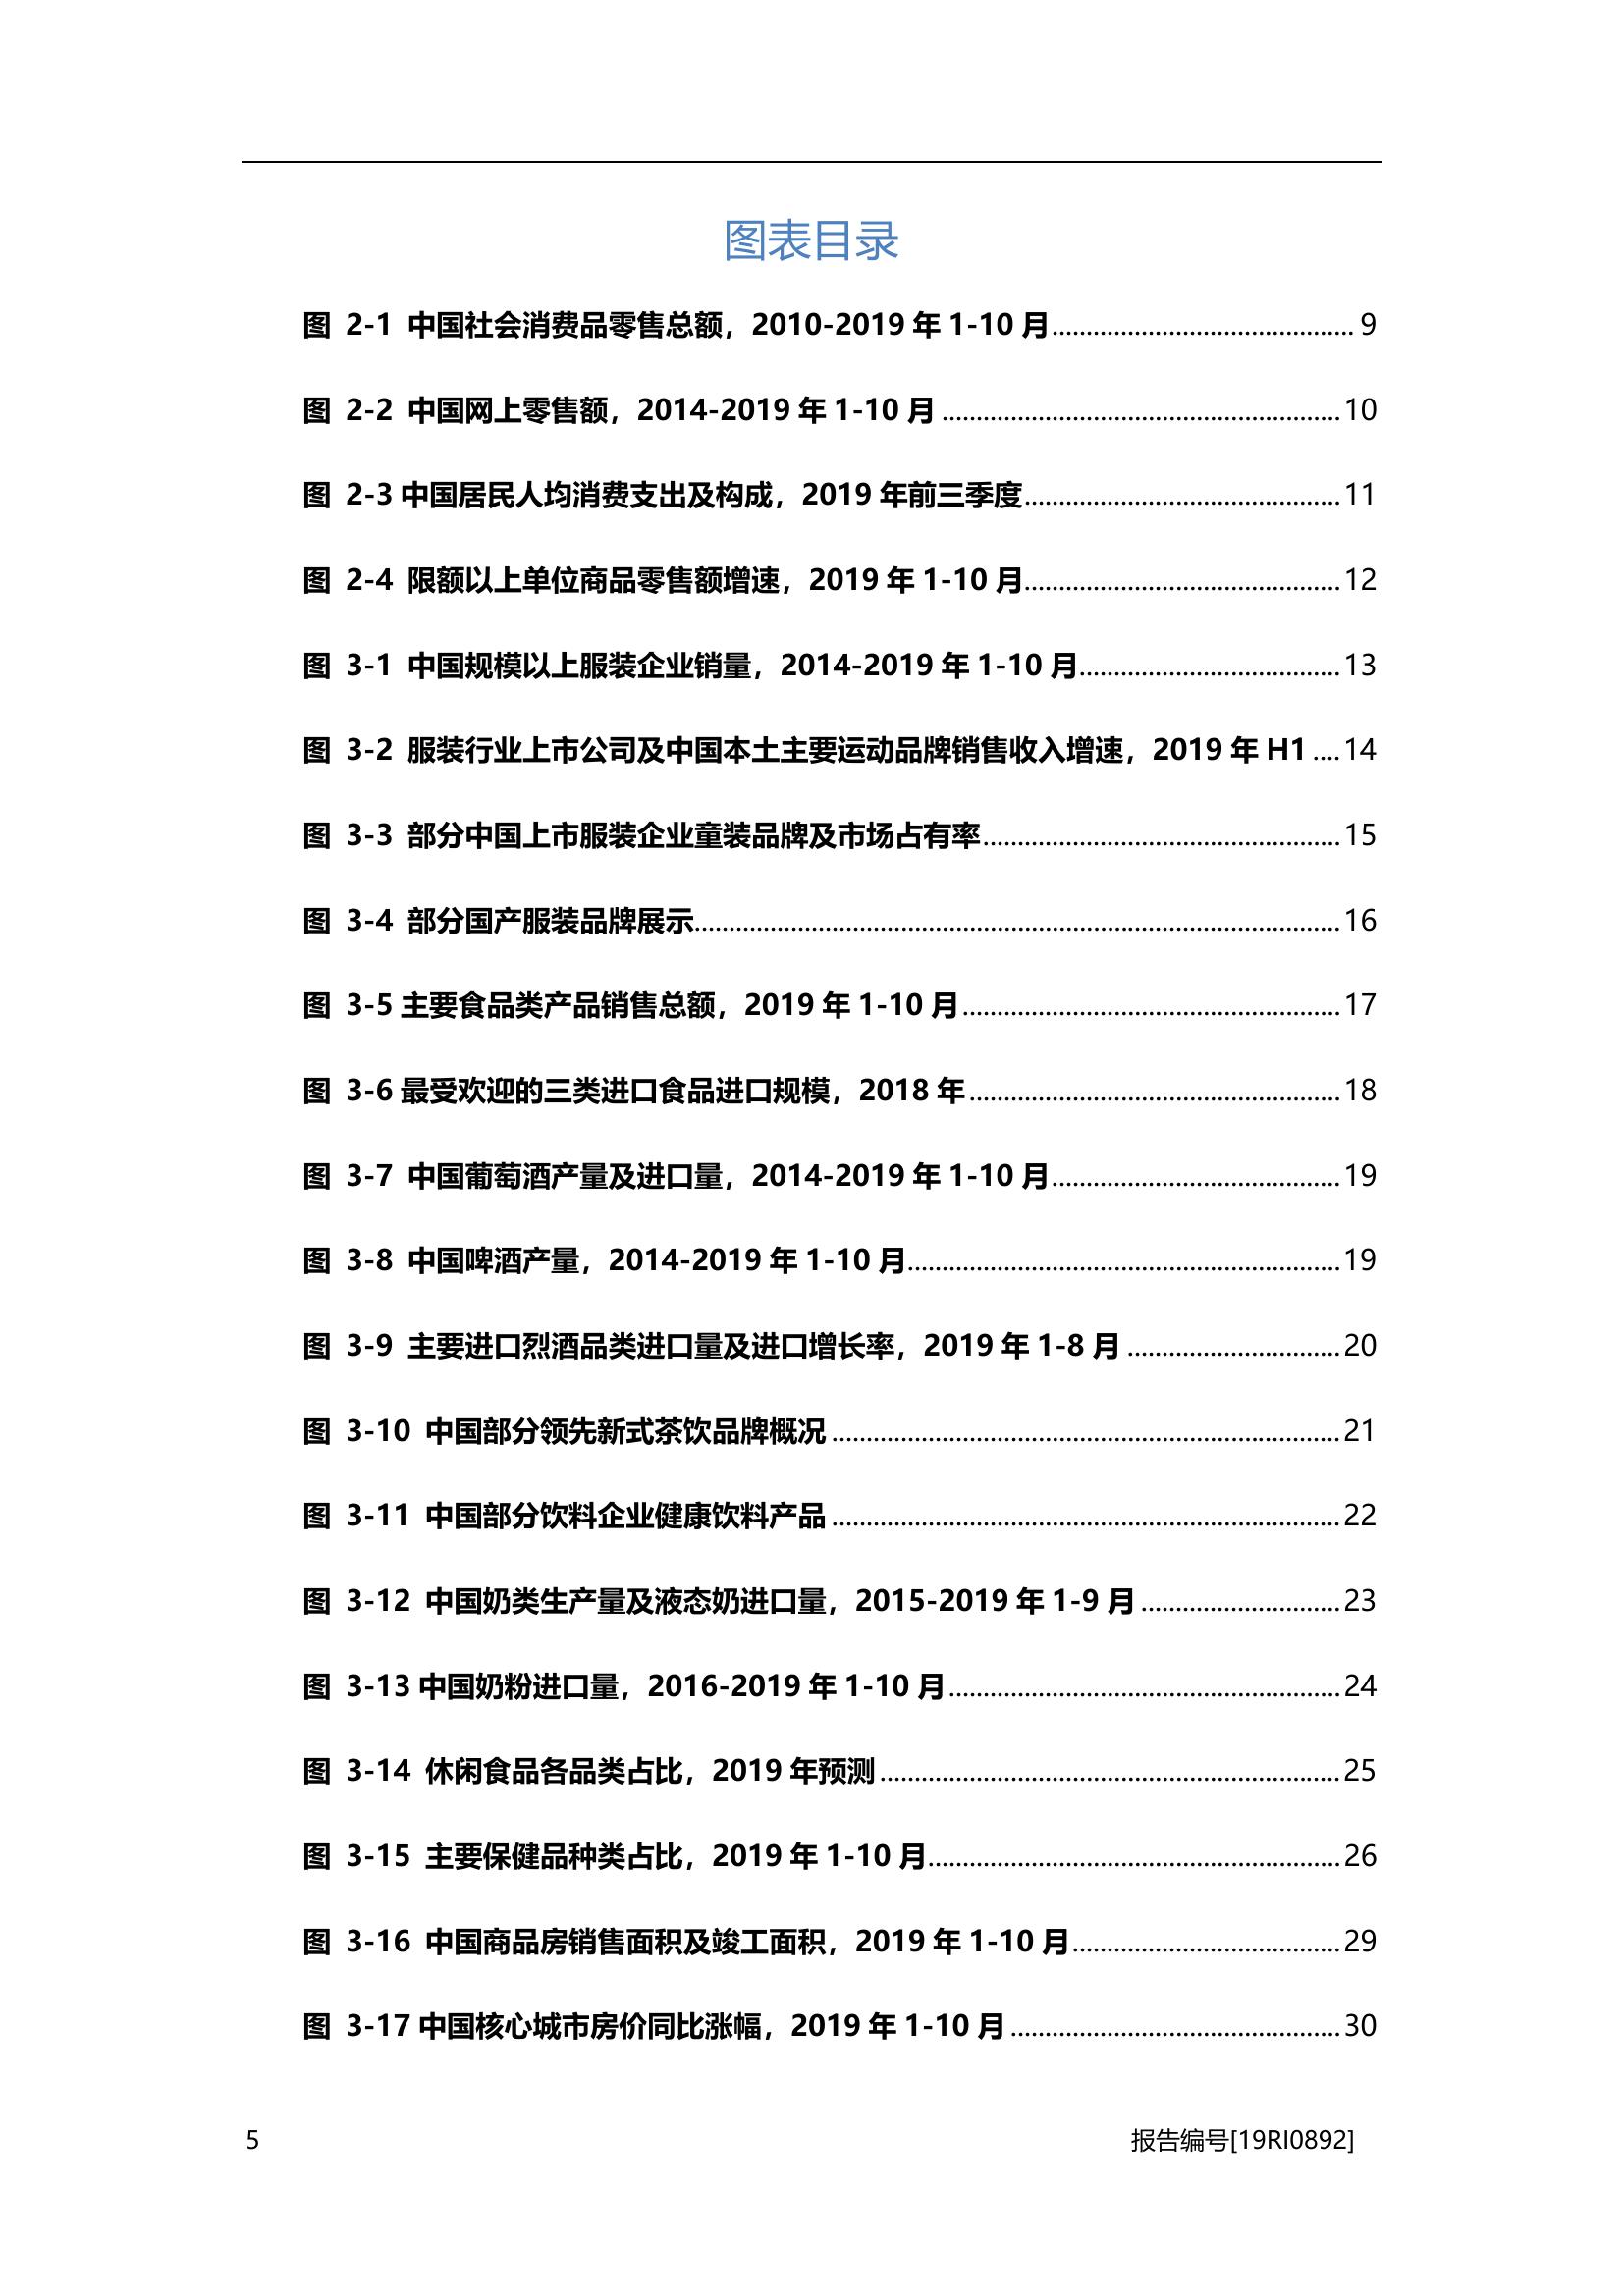 图表目录
图 2-1 中国社会消费品零售总额，2010-2019 年 1-10 月............................................ 9
图 2-2 中国网上零售额，2014-2019 年 1-10 月 ..........................................................10
图 2-3 中国居民人均消费支出及构成，2019 年前三季度..............................................11
图 2-4 限额以上单位商品零售额增速，2019 年 1-10 月..............................................12
图 3-1 中国规模以上服装企业销量，2014-2019 年 1-10 月......................................13
图 3-2 服装行业上市公司及中国本土主要运动品牌销售收入增速，2019 年 H1 ....14
图 3-3 部分中国上市服装企业童装品牌及市场占有率....................................................15
图 3-4 部分国产服装品牌展示..............................................................................................16
图 3-5 主要食品类产品销售总额，2019 年 1-10 月.......................................................17
图 3-6 最受欢迎的三类进口食品进口规模，2018 年......................................................18
图 3-7 中国葡萄酒产量及进口量，2014-2019 年 1-10 月..........................................19
图 3-8 中国啤酒产量，2014-2019 年 1-10 月...............................................................19
图 3-9 主要进口烈酒品类进口量及进口增长率，2019 年 1-8 月 ...............................20
图 3-10 中国部分领先新式茶饮品牌概况 ..........................................................................21
图 3-11 中国部分饮料企业健康饮料产品 ..........................................................................22
图 3-12 中国奶类生产量及液态奶进口量，2015-2019 年 1-9 月 .............................23
图 3-13 中国奶粉进口量，2016-2019 年 1-10 月.........................................................24
图 3-14 休闲食品各品类占比，2019 年预测 ...................................................................25
图 3-15 主要保健品种类占比，2019 年 1-10 月............................................................26
图 3-16 中国商品房销售面积及竣工面积，2019 年 1-10 月.......................................29
图 3-17 中国核心城市房价同比涨幅，2019 年 1-10 月 ................................................30
5 报告编号[19RI0892]